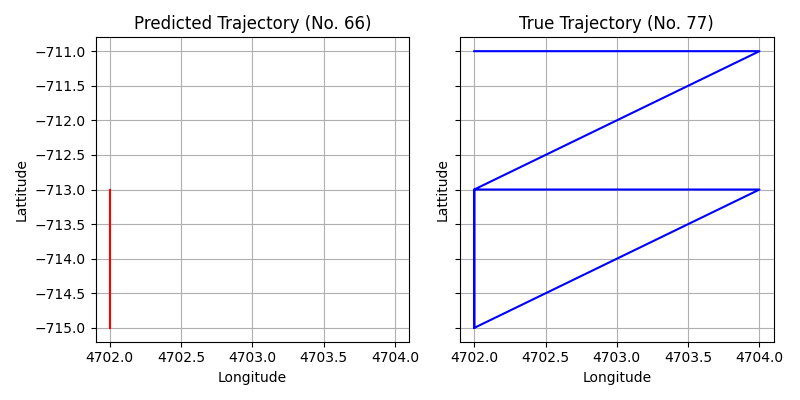 Predicted Trajectory (No. 66)
True Trajectory (No. 77)
Lattitude
−711.0
−711.5
−712.0
−712.5
−713.0
−713.5
−714.0
−714.5
−715.0
4702.0 4702.5 4703.0 4703.5 4704.0
Longitude
Lattitude
4702.0 4702.5 4703.0 4703.5 4704.0
Longitude